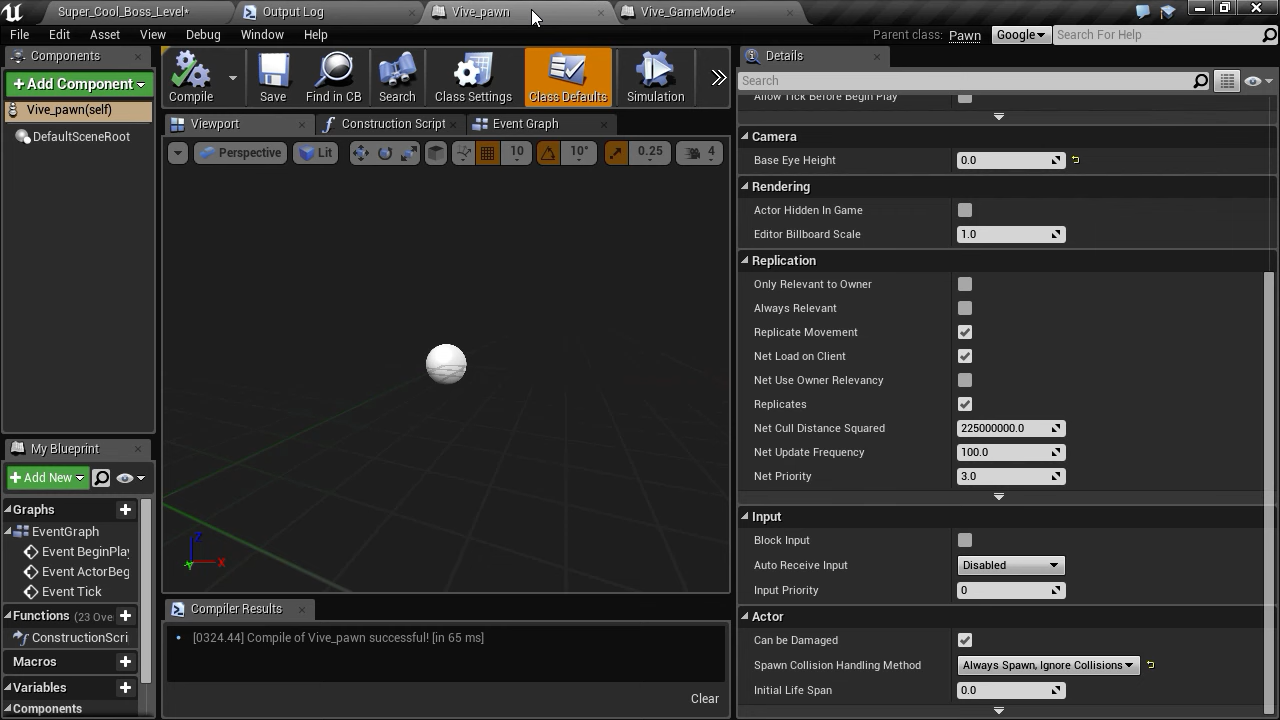 Super_Cool_Boss_Level*
Output Log
Vive_pawn
Vive_GameMode*
File Edit Asset View Debug Window Help
Parent class: Pawn
Google
Search For Help
Components
+ Add Component
Vive_pawn(self)
DefaultSceneRoot
Compile
Save
Find in CB
Search
Class Settings
Class Defaults
Simulation
Viewport
Construction Script
Event Graph
Perspective
Lit
10
10°
0.25
4
Z
X
Y
Compiler Results
[0324.44] Compile of Vive_pawn successful! [in 65 ms]
Clear
My Blueprint
+ Add New
Graphs
EventGraph
Event BeginPlay
Event ActorBeg
Event Tick
Functions (23 Ove
ConstructionScri
Macros
Variables
Components
Details
Search
Allow Tick Before Begin Play
Camera
Base Eye Height 0.0
Rendering
Actor Hidden In Game
Editor Billboard Scale 1.0
Replication
Only Relevant to Owner
Always Relevant
Replicate Movement
Net Load on Client
Net Use Owner Relevancy
Replicates
Net Cull Distance Squared 225000000.0
Net Update Frequency 100.0
Net Priority 3.0
Input
Block Input
Auto Receive Input Disabled
Input Priority 0
Actor
Can be Damaged
Spawn Collision Handling Method Always Spawn, Ignore Collisions
Initial Life Span 0.0